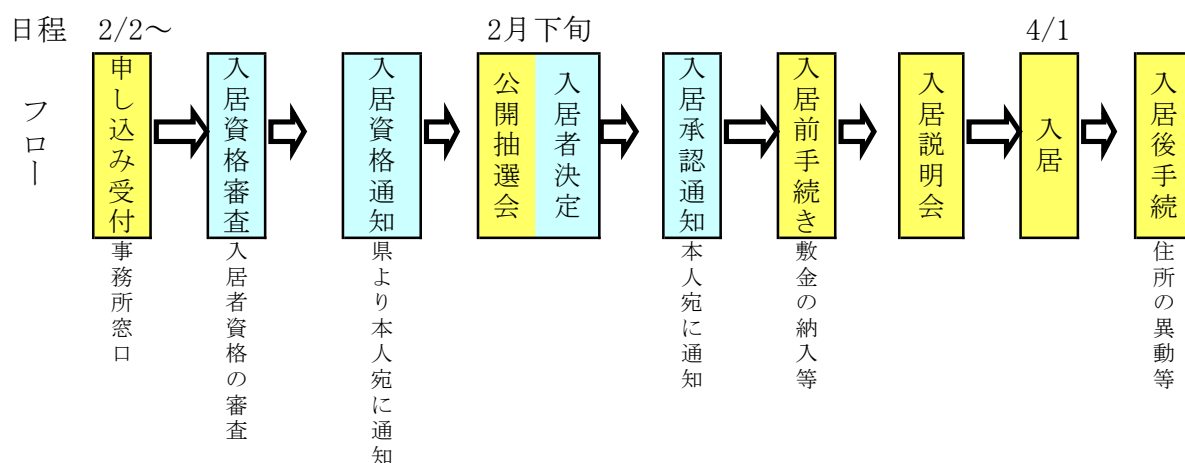 日程 2/2～ 2月下旬 4/1
フロー
申し込み受付
入居資格審査
入居資格通知
公開抽選会
入居者決定
入居承認通知
入居前手続き
入居説明会
入居
入居後手続
事務所窓口
入居者資格の審査
県より本人宛に通知
本人宛に通知
敷金の納入等
住所の異動等